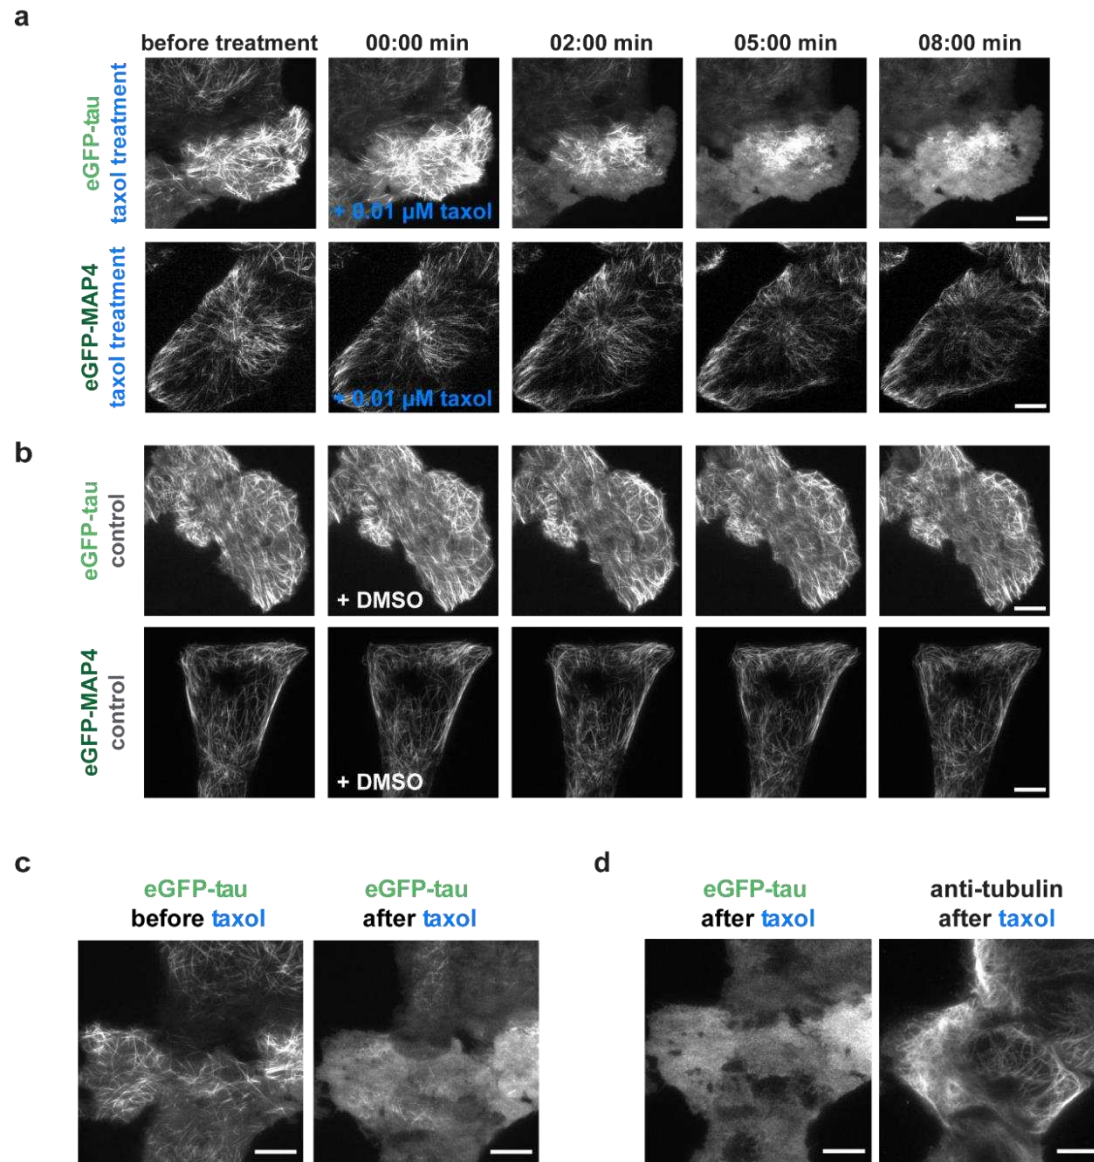 a
before treatment 00:00 min 02:00 min 05:00 min 08:00 min
eGFP-tau
taxol treatment
+ 0.01 µM taxol
eGFP-MAP4
taxol treatment
+ 0.01 µM taxol
b
eGFP-tau
control
+ DMSO
eGFP-MAP4
control
+ DMSO
c
eGFP-tau
before taxol
eGFP-tau
after taxol
d
eGFP-tau
after taxol
anti-tubulin
after taxol